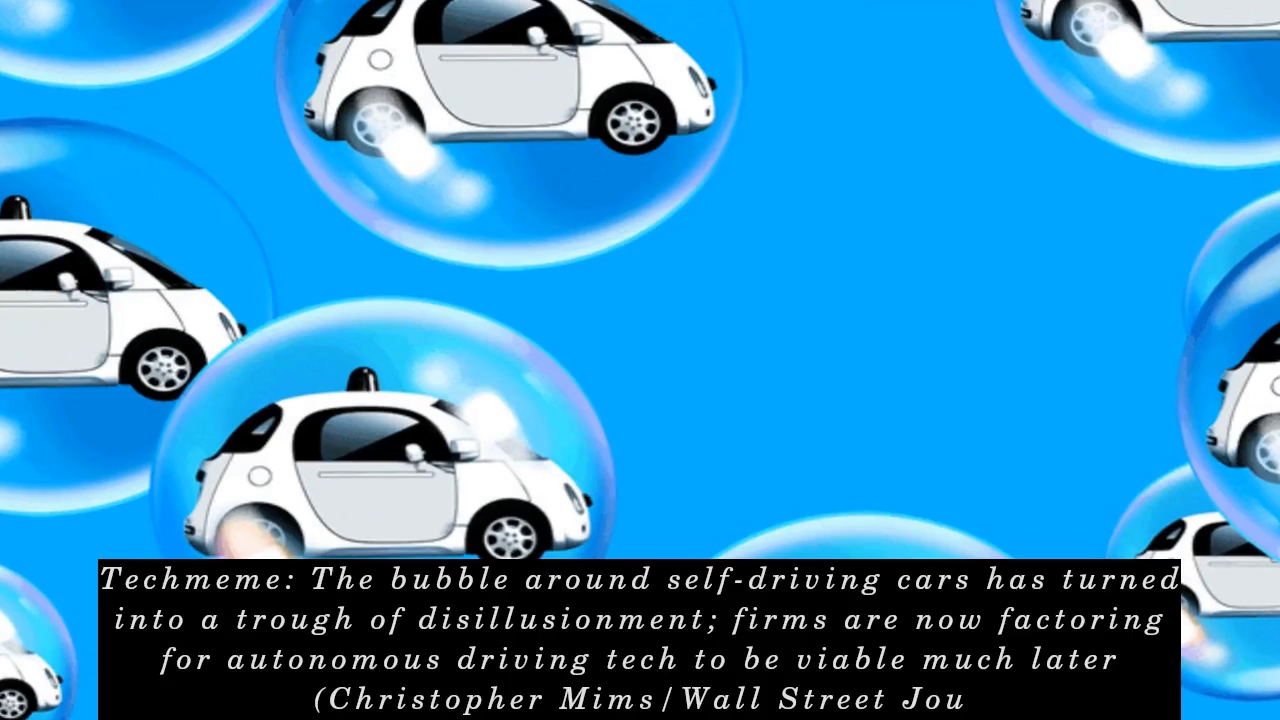 Techmeme: The bubble around self-driving cars has turned
into a trough of disillusionment; firms are now factoring
for autonomous driving tech to be viable much later
(Christopher Mims/Wall Street Jou